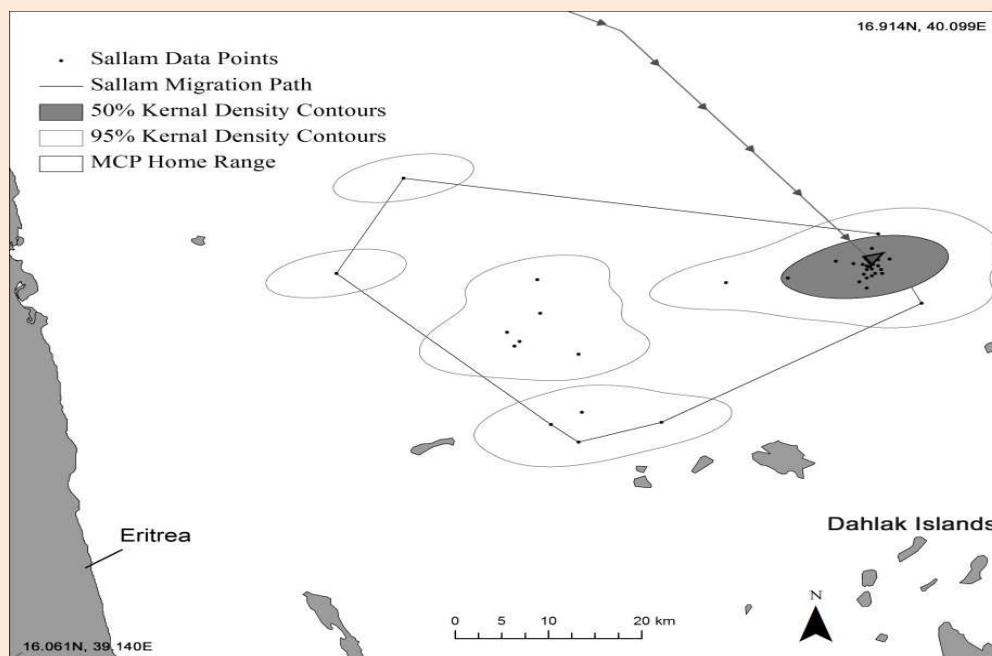 16.914N, 40.099E
Sallam Data Points
Sallam Migration Path
50% Kernal Density Contours
95% Kernal Density Contours
MCP Home Range
Eritrea
Dahlak Islands
N
0 5 10 20 km
16.061N, 39.140E